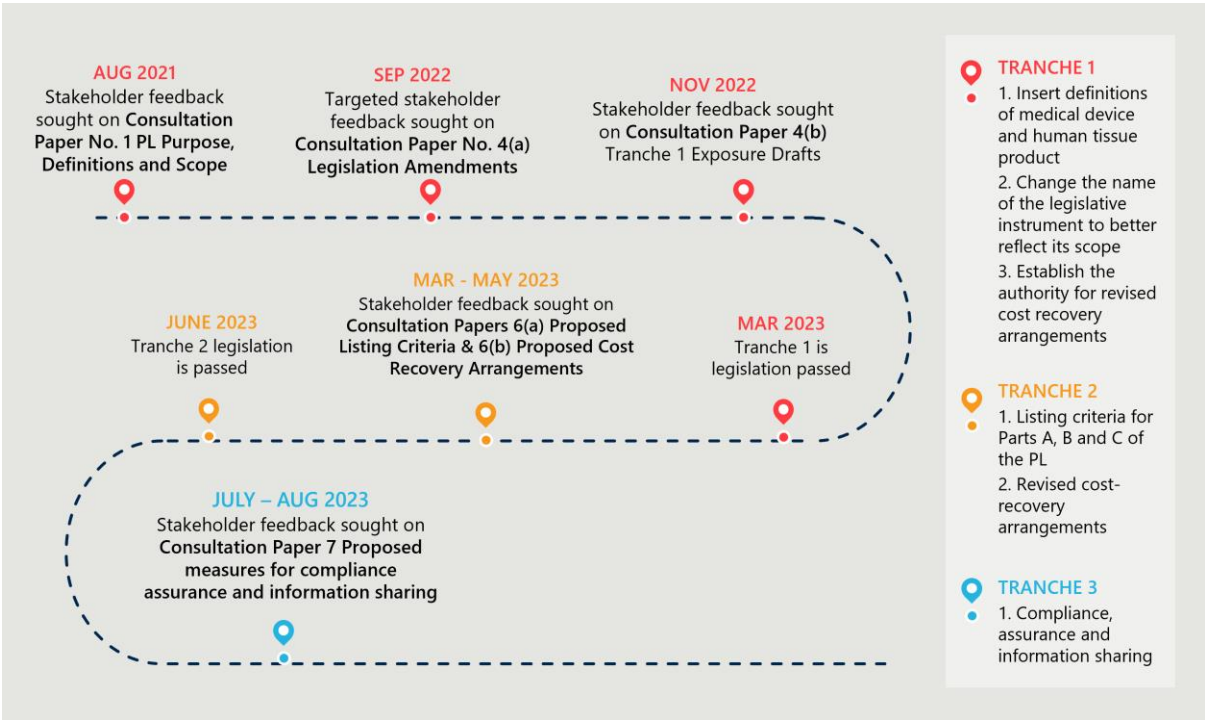 AUG 2021
Stakeholder feedback
sought on Consultation
Paper No. 1 PL Purpose,
Definitions and Scope
SEP 2022
Targeted stakeholder
feedback sought on
Consultation Paper No. 4(a)
Legislation Amendments
NOV 2022
Stakeholder feedback sought
on Consultation Paper 4(b)
Tranche 1 Exposure Drafts
MAR 2023
Tranche 1 is
legislation passed
MAR - MAY 2023
Stakeholder feedback sought on
Consultation Papers 6(a) Proposed
Listing Criteria & 6(b) Proposed Cost
Recovery Arrangements
JUNE 2023
Tranche 2 legislation
is passed
JULY – AUG 2023
Stakeholder feedback sought on
Consultation Paper 7 Proposed
measures for compliance
assurance and information sharing
TRANCHE 1
1. Insert definitions
of medical device
and human tissue
product
2. Change the name
of the legislative
instrument to better
reflect its scope
3. Establish the
authority for revised
cost recovery
arrangements
TRANCHE 2
1. Listing criteria for
Parts A, B and C of
the PL
2. Revised cost-
recovery
arrangements
TRANCHE 3
1. Compliance,
assurance and
information sharing